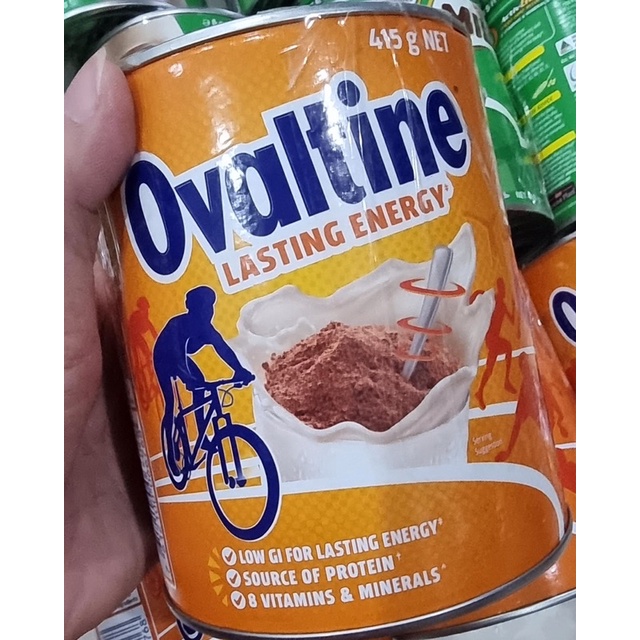 415 g NET
Ovaltine
LASTING ENERGY†
Serving
Suggestion
LOW GI FOR LASTING ENERGY†
SOURCE OF PROTEIN†
8 VITAMINS & MINERALS^